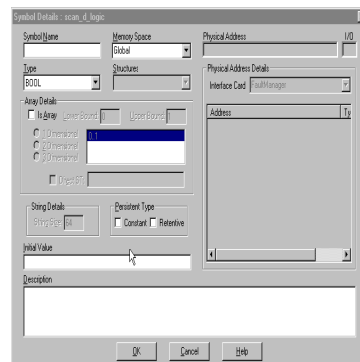 Symbol Details : scan_d_logic
Symbol Name
Memory Space
Global
Physical Address
I/O
Type
BOOL
Structures
Physical Address Details
Interface Card
FaultManager
Address
Ty
Array Details
Is Array
Lower Bound
0
Upper Bound
1
1 Dimensional
2 Dimensional
3 Dimensional
0..1
String Details
String Size
64
Persistent Type
Constant
Retentive
Initial Value
Description
OK
Cancel
Help